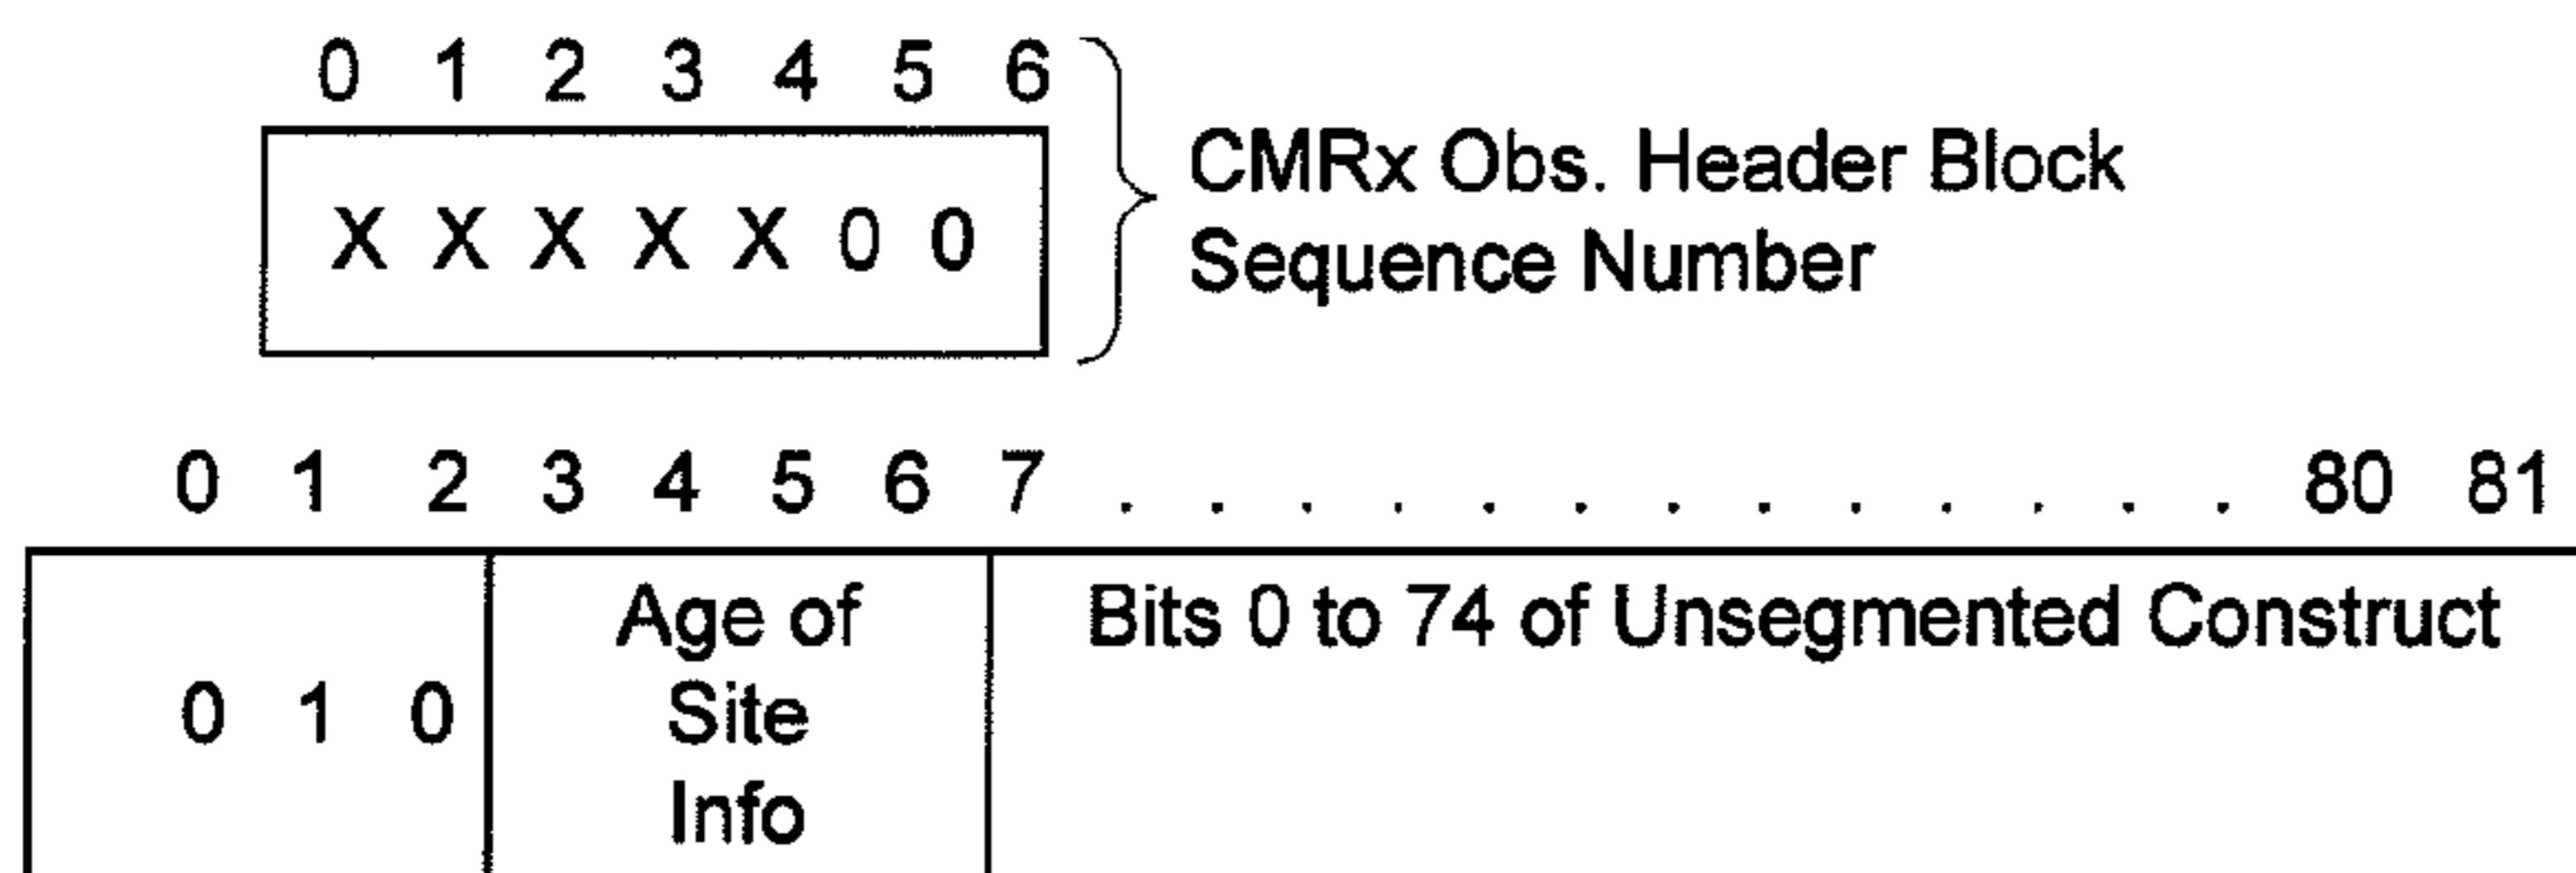 0 1 2 3 4 5 6
CMRx Obs. Header Block
X X X X X 0 0
Sequence Number
0 1 2 3 4 5 6 7 . . . . . . . . . . . . . 80 81
0 1 0
Age of
Site
Info
Bits 0 to 74 of Unsegmented Construct